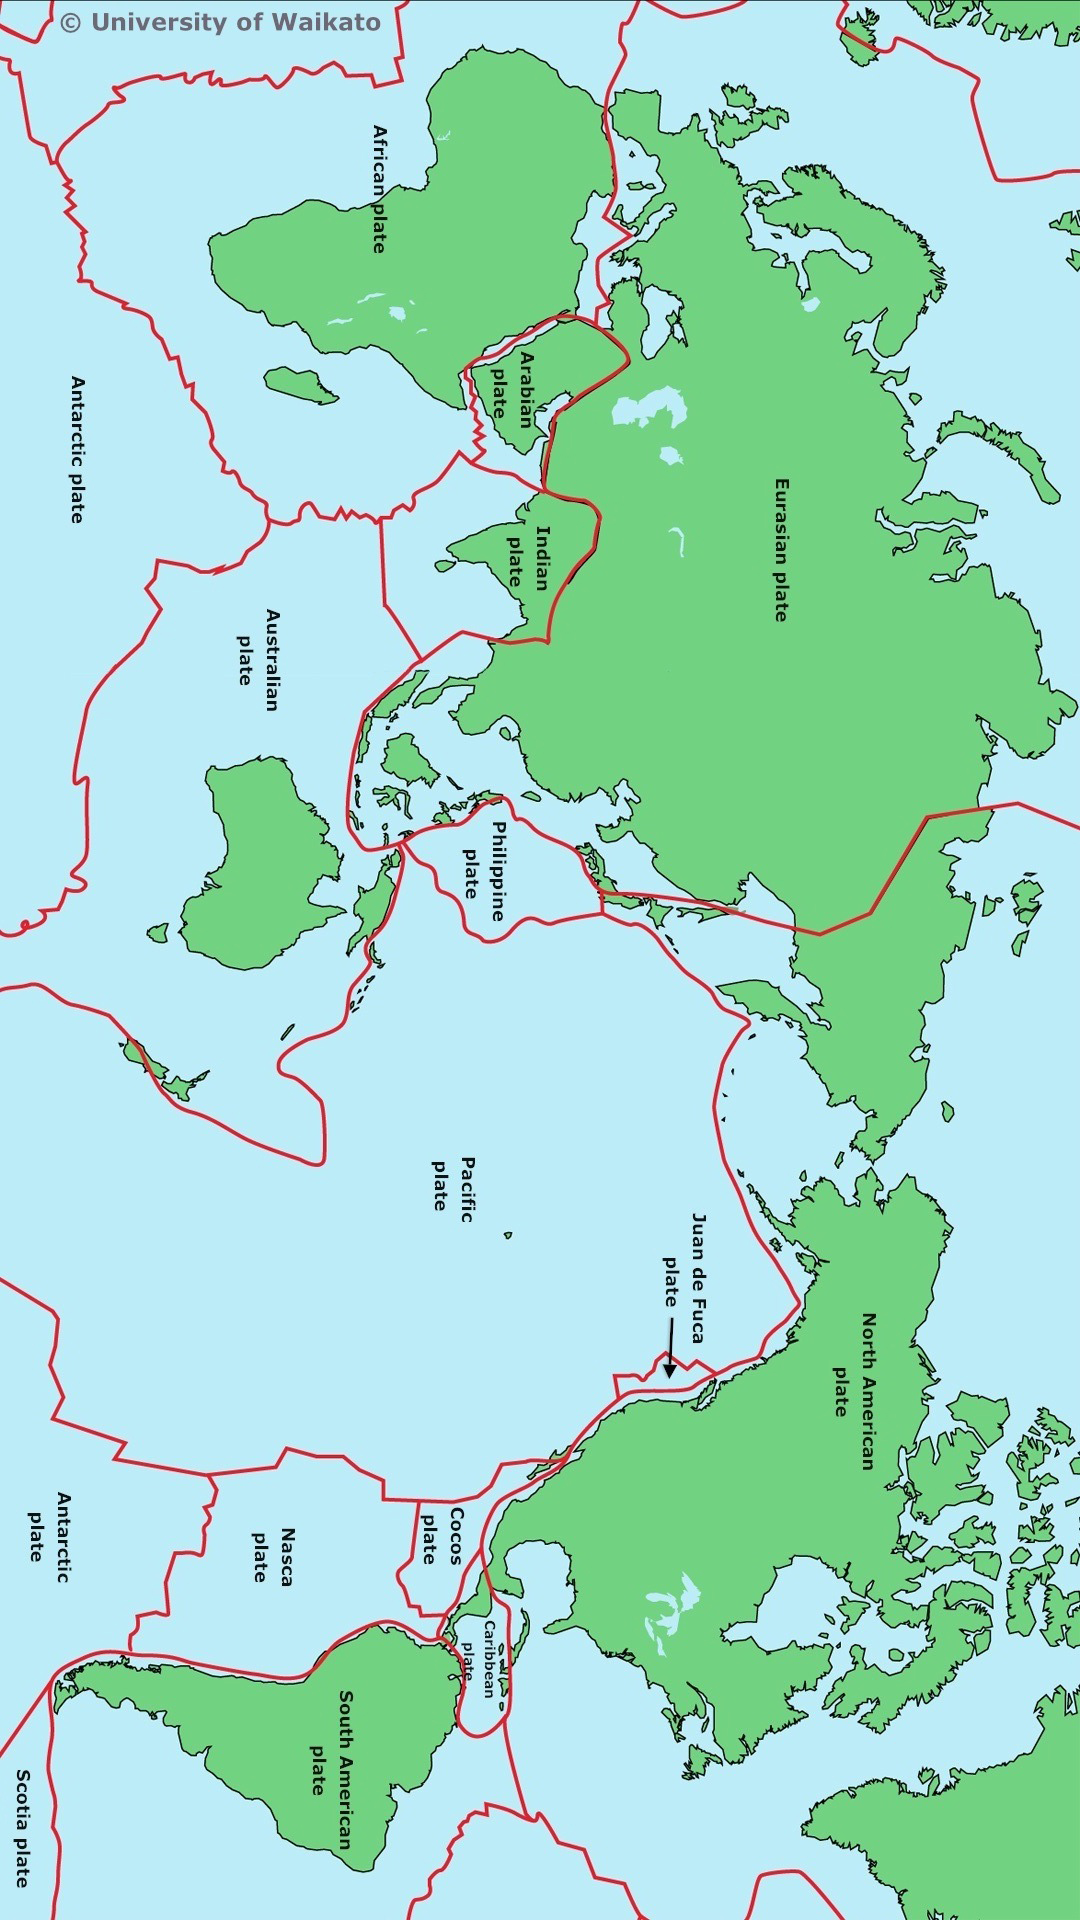 © University of Waikato
Eurasian plate
African plate
Arabian
plate
Indian
plate
Philippine
plate
Australian
plate
Antarctic plate
North American
plate
Juan de Fuca
plate
Pacific
plate
Caribbean
plate
Cocos
plate
Nasca
plate
South American
plate
Antarctic
plate
Scotia plate